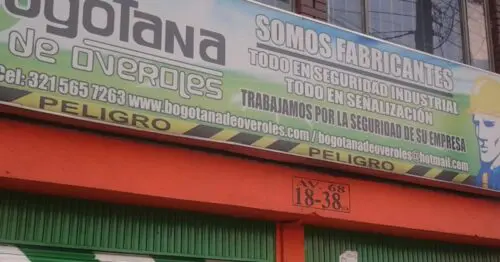 Bogotana
de overoles
Cel: 321 565 7263 www.bogotanadeoveroles.com / bogotanadeoveroles@hotmail.com
SOMOS FABRICANTES
TODO EN SEGURIDAD INDUSTRIAL
TODO EN SEÑALIZACIÓN
TRABAJAMOS POR LA SEGURIDAD DE SU EMPRESA
PELIGRO
PELIGRO
AV. 68
18-38